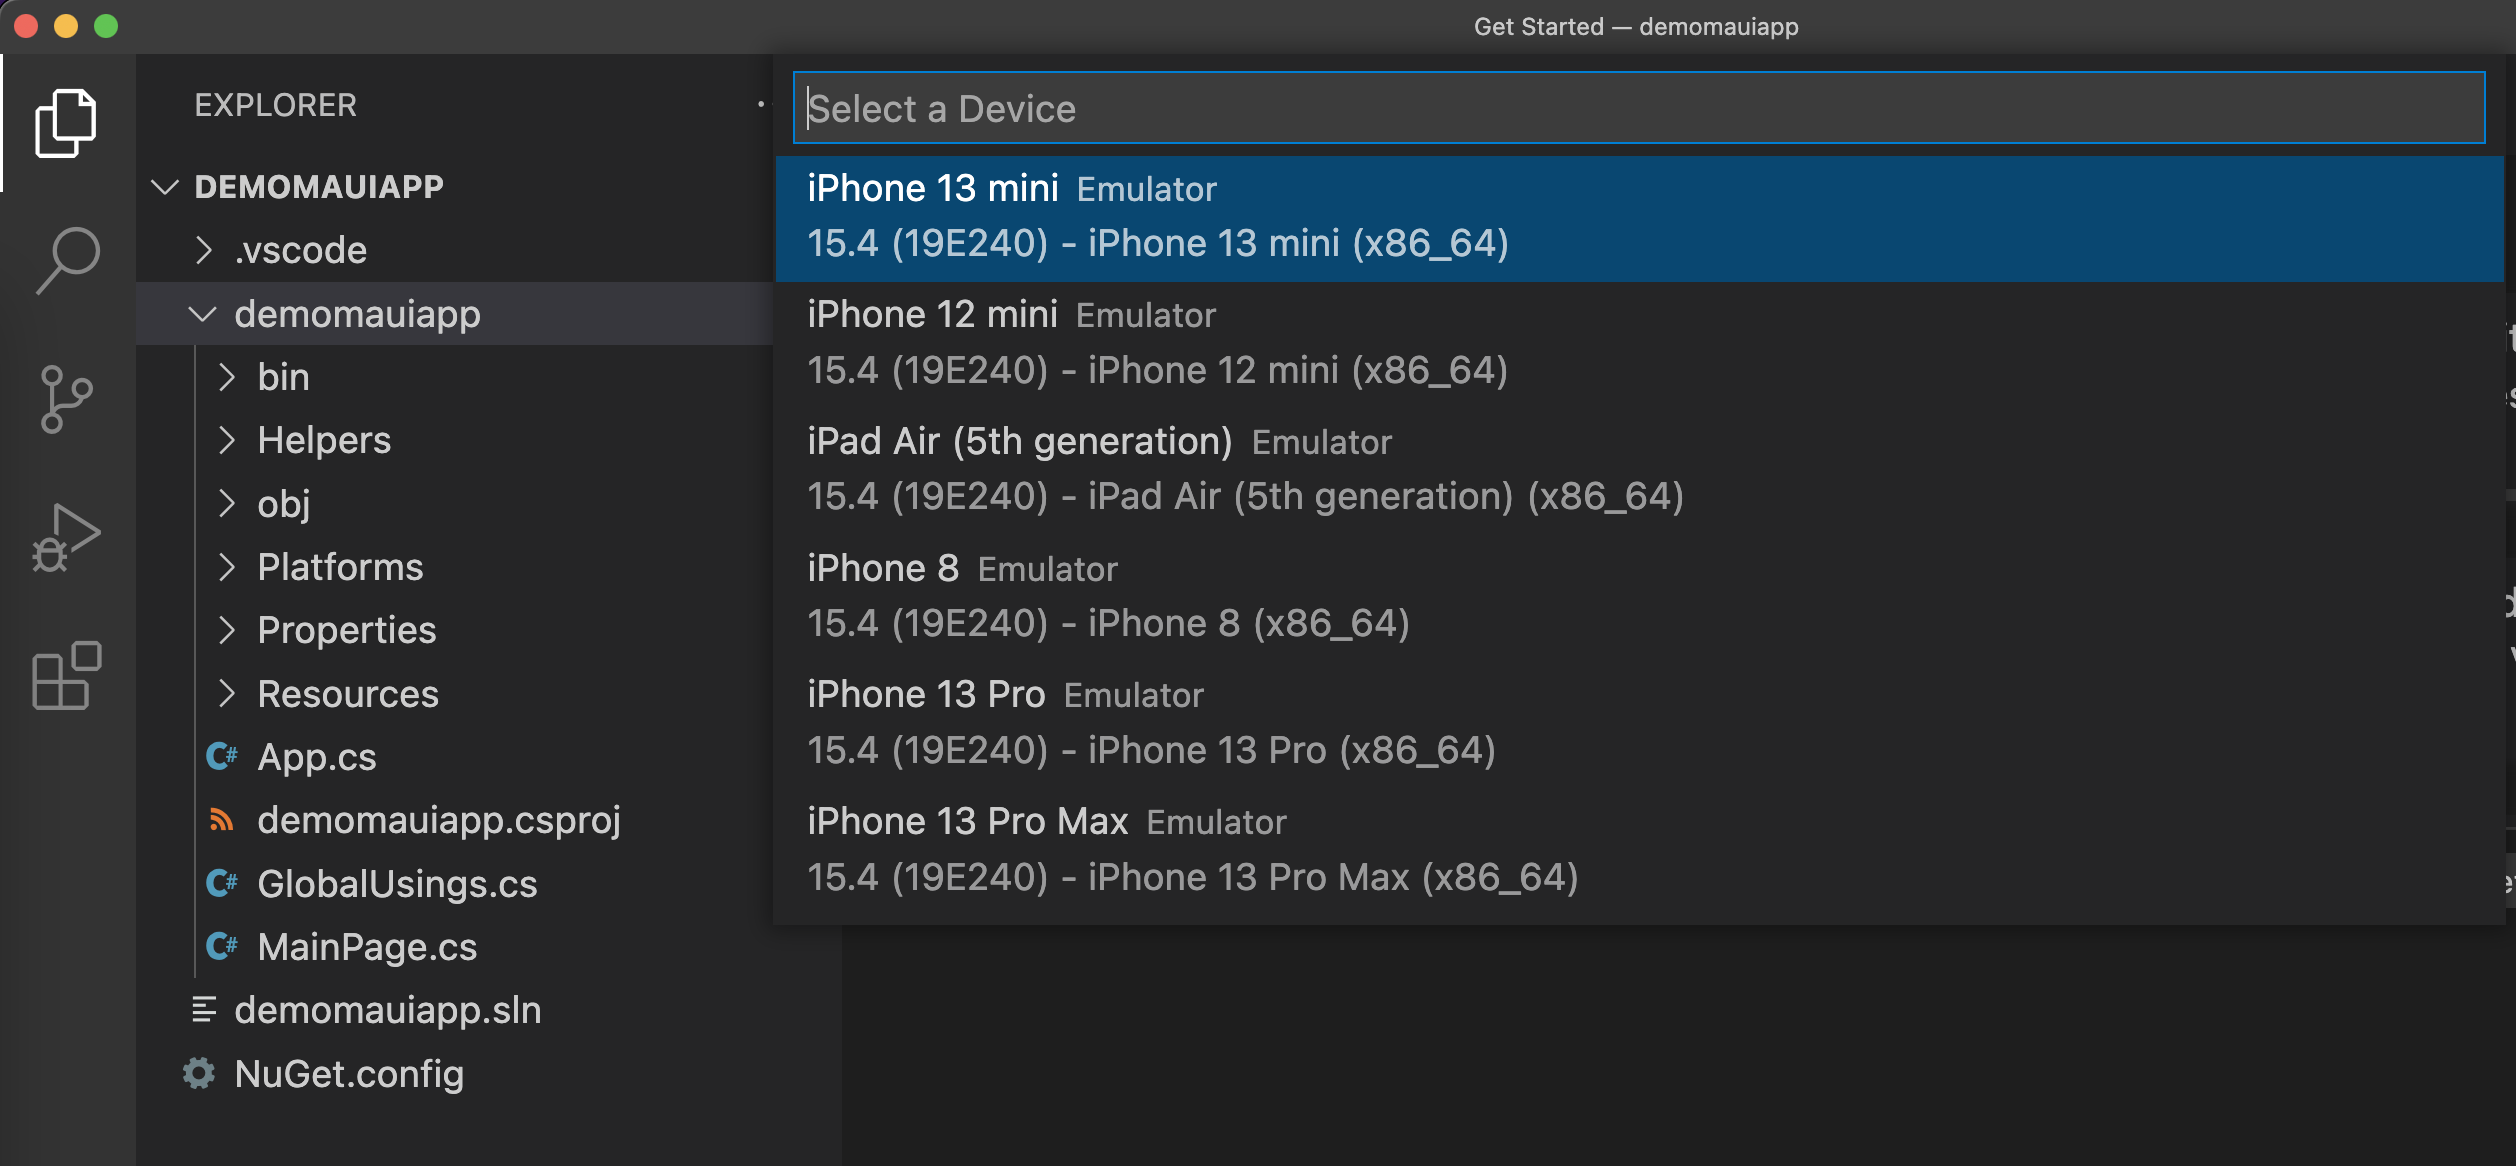 Get Started — demomauiapp
EXPLORER
DEMOMAUIAPP
.vscode
demomauiapp
bin
Helpers
obj
Platforms
Properties
Resources
C# App.cs
demomauiapp.csproj
C# GlobalUsings.cs
C# MainPage.cs
demomauiapp.sln
NuGet.config
Select a Device
iPhone 13 mini Emulator
15.4 (19E240) - iPhone 13 mini (x86_64)
iPhone 12 mini Emulator
15.4 (19E240) - iPhone 12 mini (x86_64)
iPad Air (5th generation) Emulator
15.4 (19E240) - iPad Air (5th generation) (x86_64)
iPhone 8 Emulator
15.4 (19E240) - iPhone 8 (x86_64)
iPhone 13 Pro Emulator
15.4 (19E240) - iPhone 13 Pro (x86_64)
iPhone 13 Pro Max Emulator
15.4 (19E240) - iPhone 13 Pro Max (x86_64)